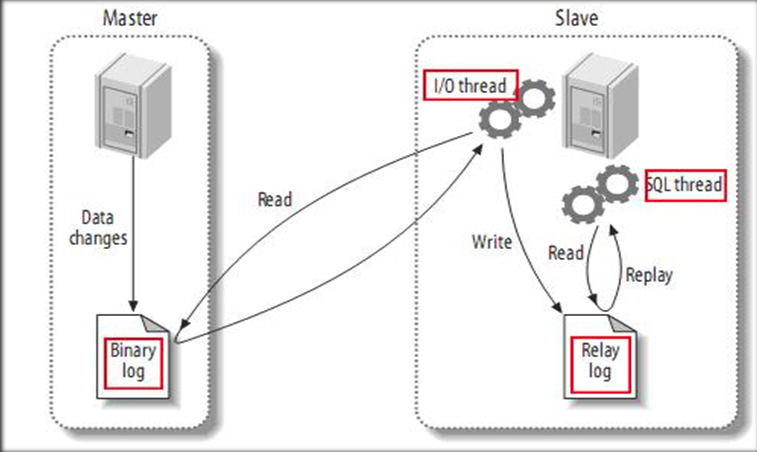 Master
Slave
I/O thread
SQL thread
Read
Data
changes
Write
Read
Replay
Binary
log
Relay
log